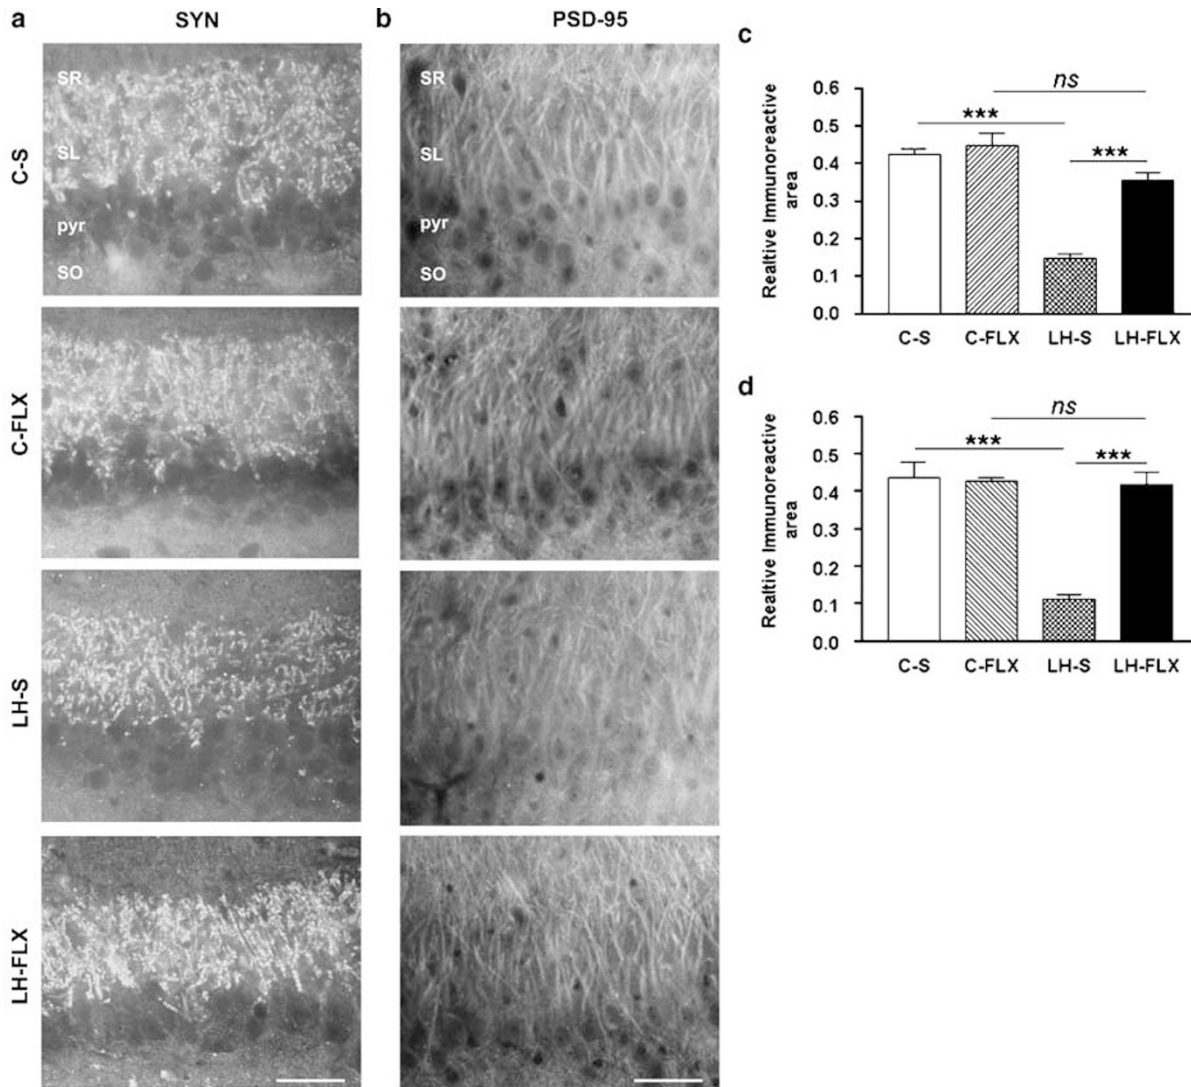 a
SYN
b
PSD-95
C-S
SR
SL
pyr
SO
SR
SL
pyr
SO
C-FLX
LH-S
LH-FLX
c
Realtive Immunoreactive
area
0.6
0.5
0.4
0.3
0.2
0.1
0.0
ns
***
***
C-S C-FLX LH-S LH-FLX
d
Realtive Immunoreactive
area
0.6
0.5
0.4
0.3
0.2
0.1
0.0
ns
***
***
C-S C-FLX LH-S LH-FLX